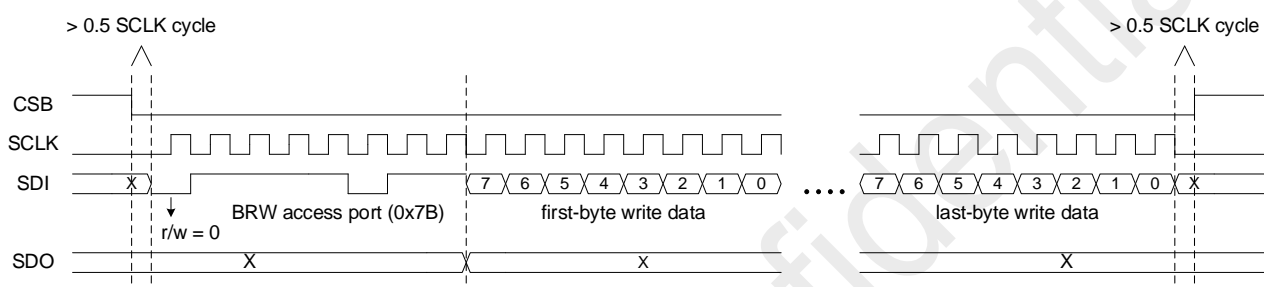 > 0.5 SCLK cycle > 0.5 SCLK cycle
CSB
SCLK
SDI X 7 6 5 4 3 2 1 0 .... 7 6 5 4 3 2 1 0 X
BRW access port (0x7B) first-byte write data last-byte write data
r/w = 0
SDO X X X
fidential